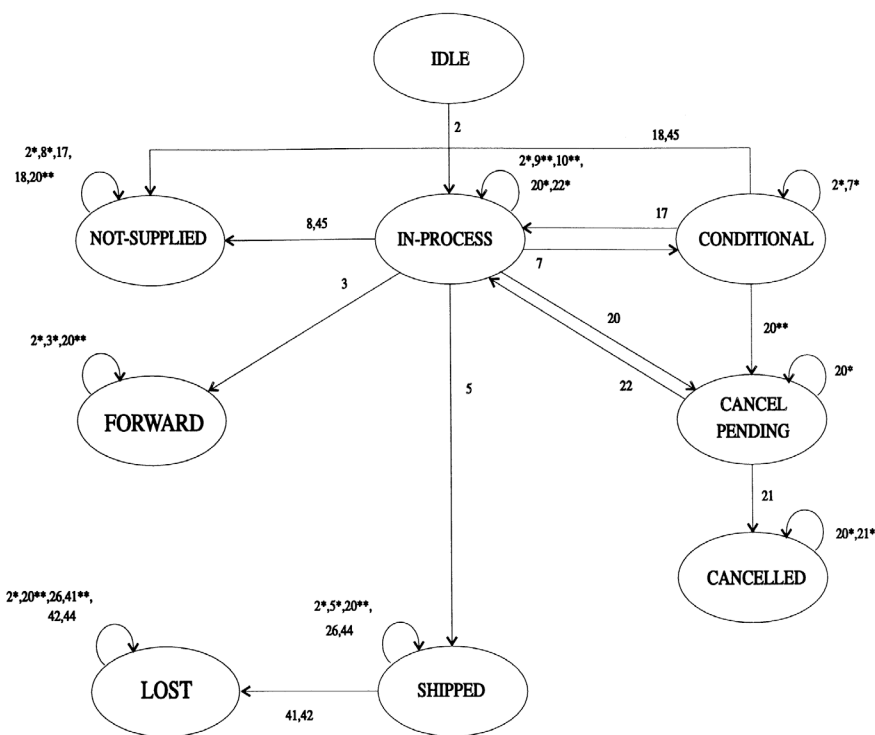 IDLE
2
18,45
2*,8*,17,
18,20**
2*,9**,10**,
20*,22*
2*,7*
NOT-SUPPLIED
8,45
IN-PROCESS
17
7
CONDITIONAL
3
20
20**
2*,3*,20**
22
20*
5
FORWARD
CANCEL
PENDING
21
20*,21*
CANCELLED
2*,20**,26,41**,
42,44
2*,5*,20**,
26,44
LOST
41,42
SHIPPED